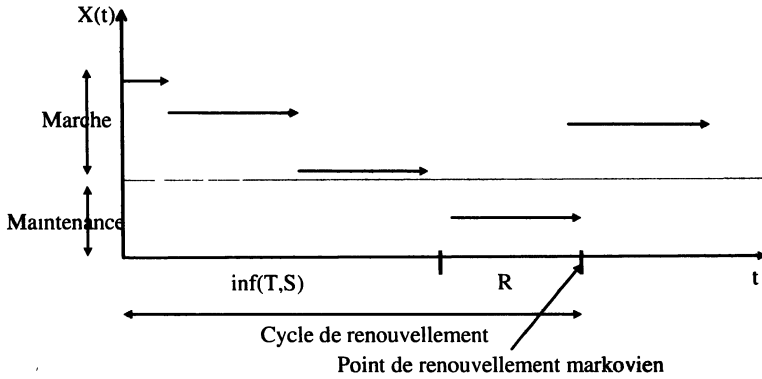 X(t)
Marche
Maintenance
inf(T,S)
R
t
Cycle de renouvellement
Point de renouvellement markovien